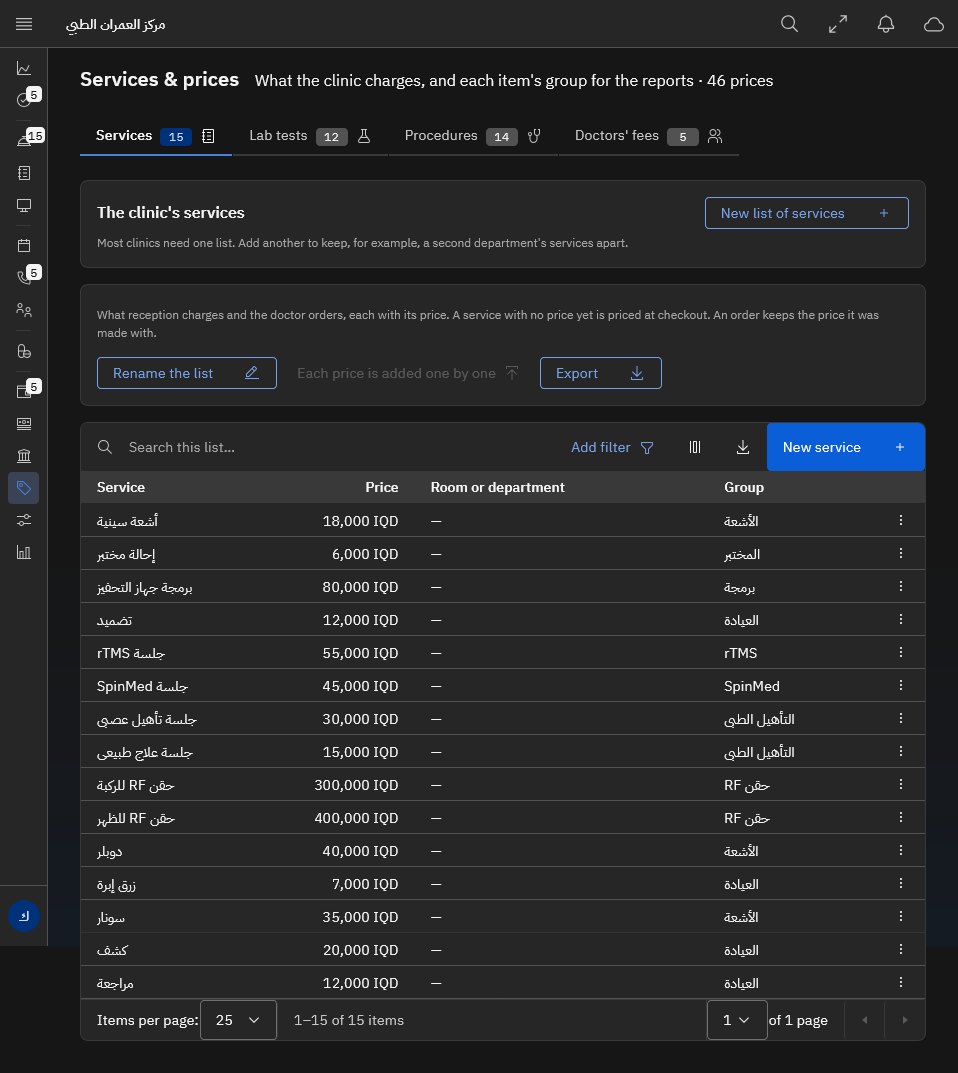 مركز العمران الطبي
Services & prices What the clinic charges, and each item's group for the reports · 46 prices
5
15
5
5
Services 15 Lab tests 12 Procedures 14 Doctors' fees 5
The clinic's services
New list of services +
Most clinics need one list. Add another to keep, for example, a second department's services apart.
What reception charges and the doctor orders, each with its price. A service with no price yet is priced at checkout. An order keeps the price it was
made with.
Rename the list Each price is added one by one Export
Search this list... Add filter New service +
Service Price Room or department Group
أشعة سينية 18,000 IQD – الأشعة
إحالة مختبر 6,000 IQD – المختبر
برمجة جهاز التحفيز 80,000 IQD – برمجة
تضميد 12,000 IQD – العيادة
جلسة rTMS 55,000 IQD – rTMS
جلسة SpinMed 45,000 IQD – SpinMed
جلسة تأهيل عصبي 30,000 IQD – التأهيل الطبي
جلسة علاج طبيعي 15,000 IQD – التأهيل الطبي
حقن RF للركبة 300,000 IQD – حقن RF
حقن RF للظهر 400,000 IQD – حقن RF
دوبلر 40,000 IQD – الأشعة
زرق إبرة 7,000 IQD – العيادة
سونار 35,000 IQD – الأشعة
كشف 20,000 IQD – العيادة
مراجعة 12,000 IQD – العيادة
ك
Items per page: 25 1–15 of 15 items 1 of 1 page